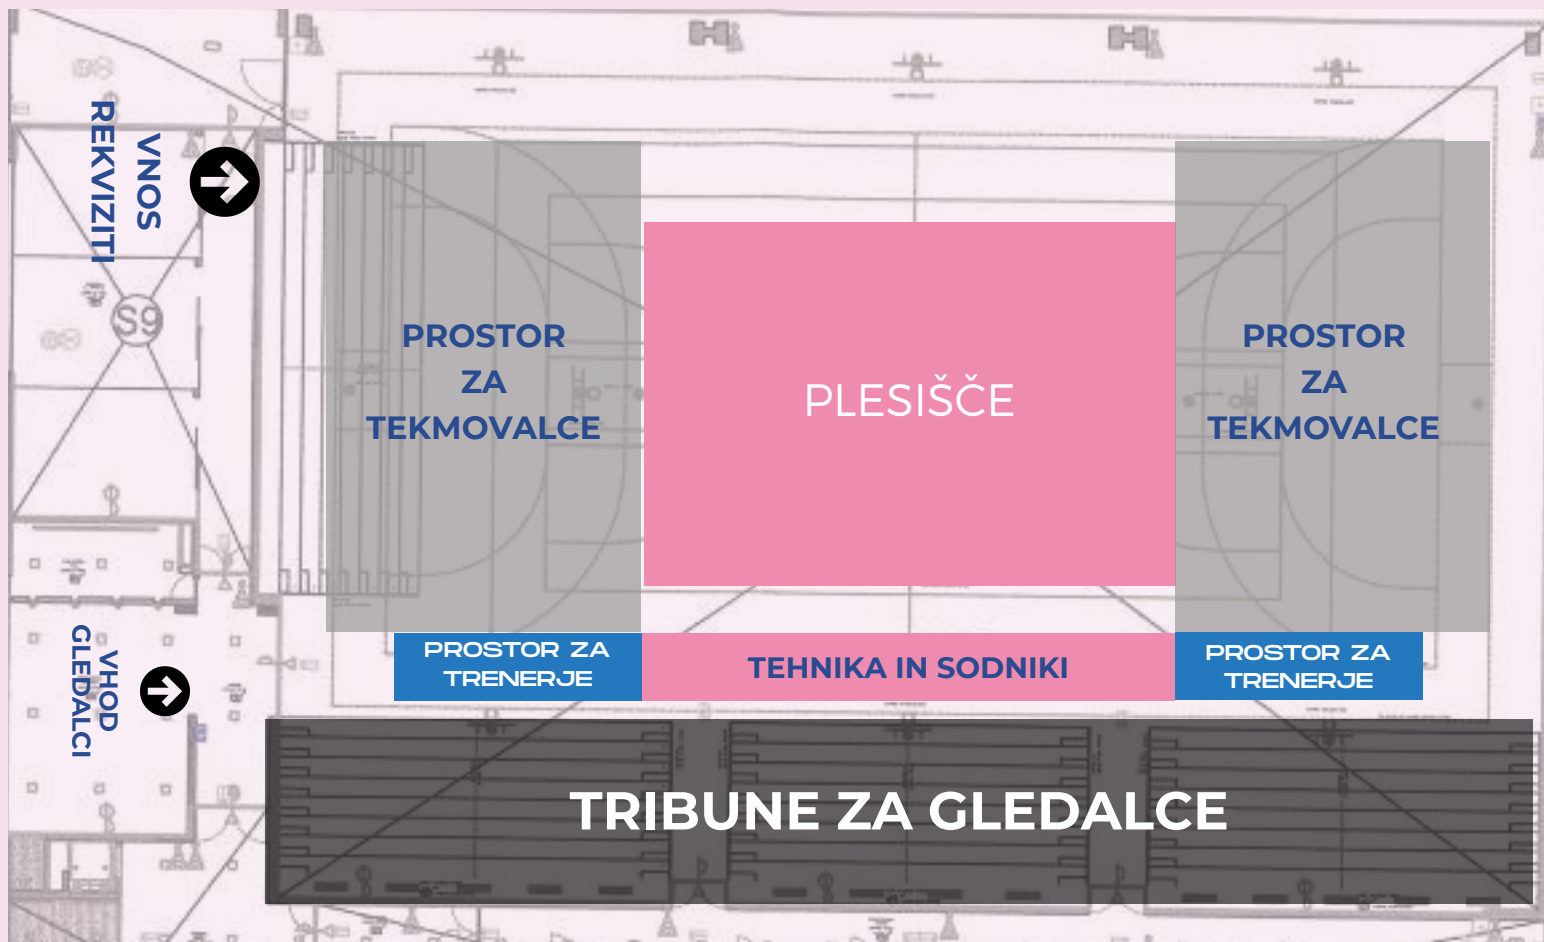 VNOS
REKVIZITI
S9
PROSTOR
ZA
TEKMOVALCE
PLESIŠČE
PROSTOR
ZA
TEKMOVALCE
VHOD
GLEDALCI
PROSTOR ZA
TRENERJE
TEHNIKA IN SODNIKI
PROSTOR ZA
TRENERJE
TRIBUNE ZA GLEDALCE